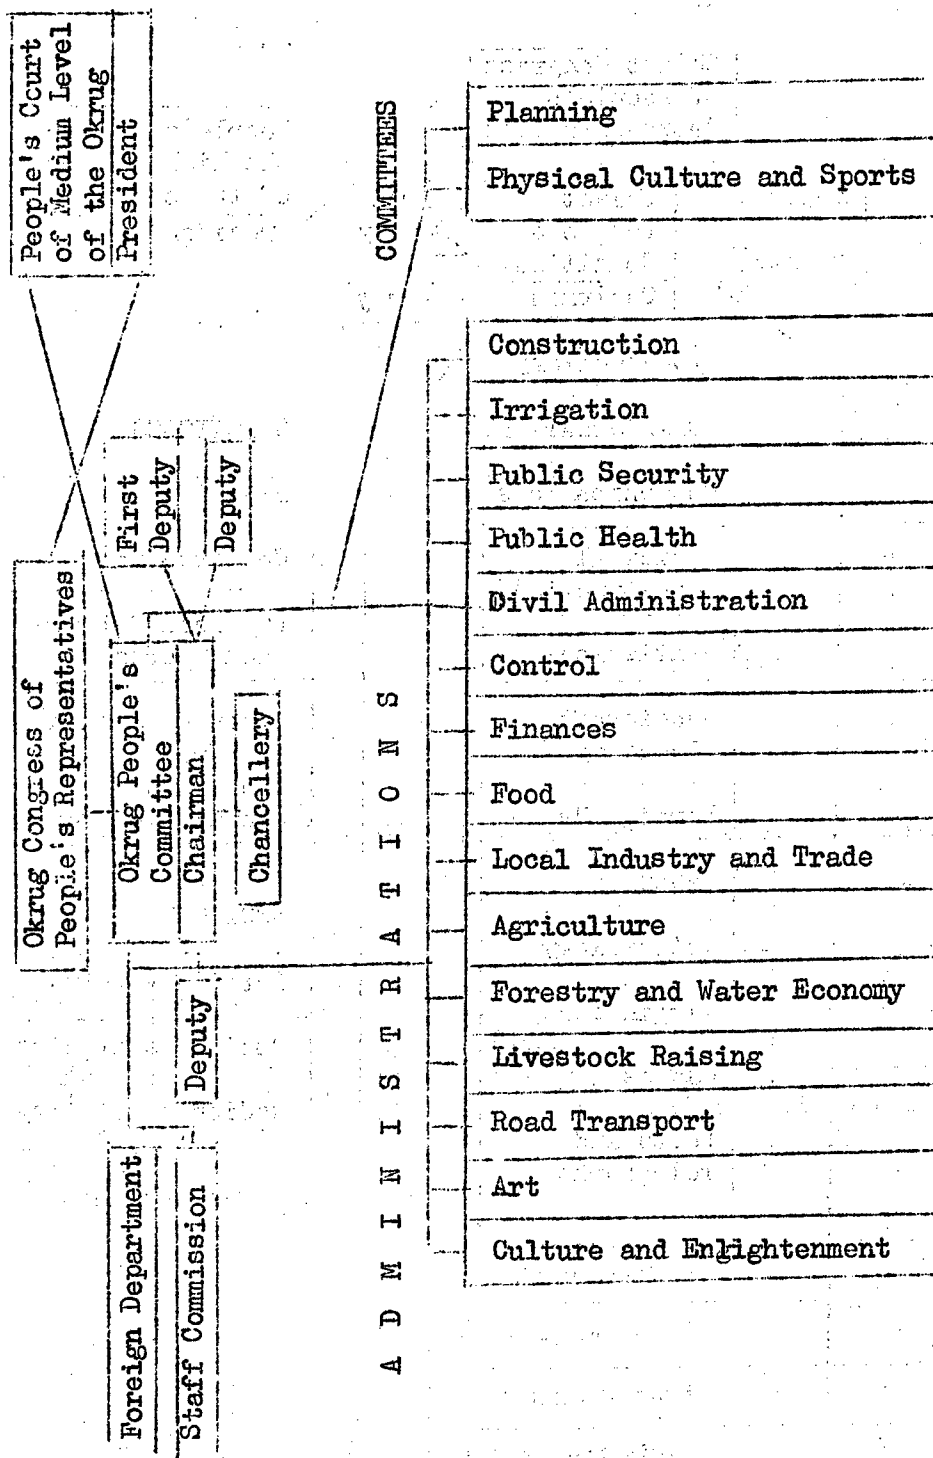 People's Court
of Medium Level
of the Okrug
President
Okrug Congress of
People's Representatives
First
Deputy
Deputy
Okrug People's
Committee
Chairman
Chancellery
Deputy
Foreign Department
Staff Commission
COMMITTEES
Planning
Physical Culture and Sports
ADMINISTRATIONS
Construction
Irrigation
Public Security
Public Health
Divil Administration
Control
Finances
Food
Local Industry and Trade
Agriculture
Forestry and Water Economy
Livestock Raising
Road Transport
Art
Culture and Enlightenment